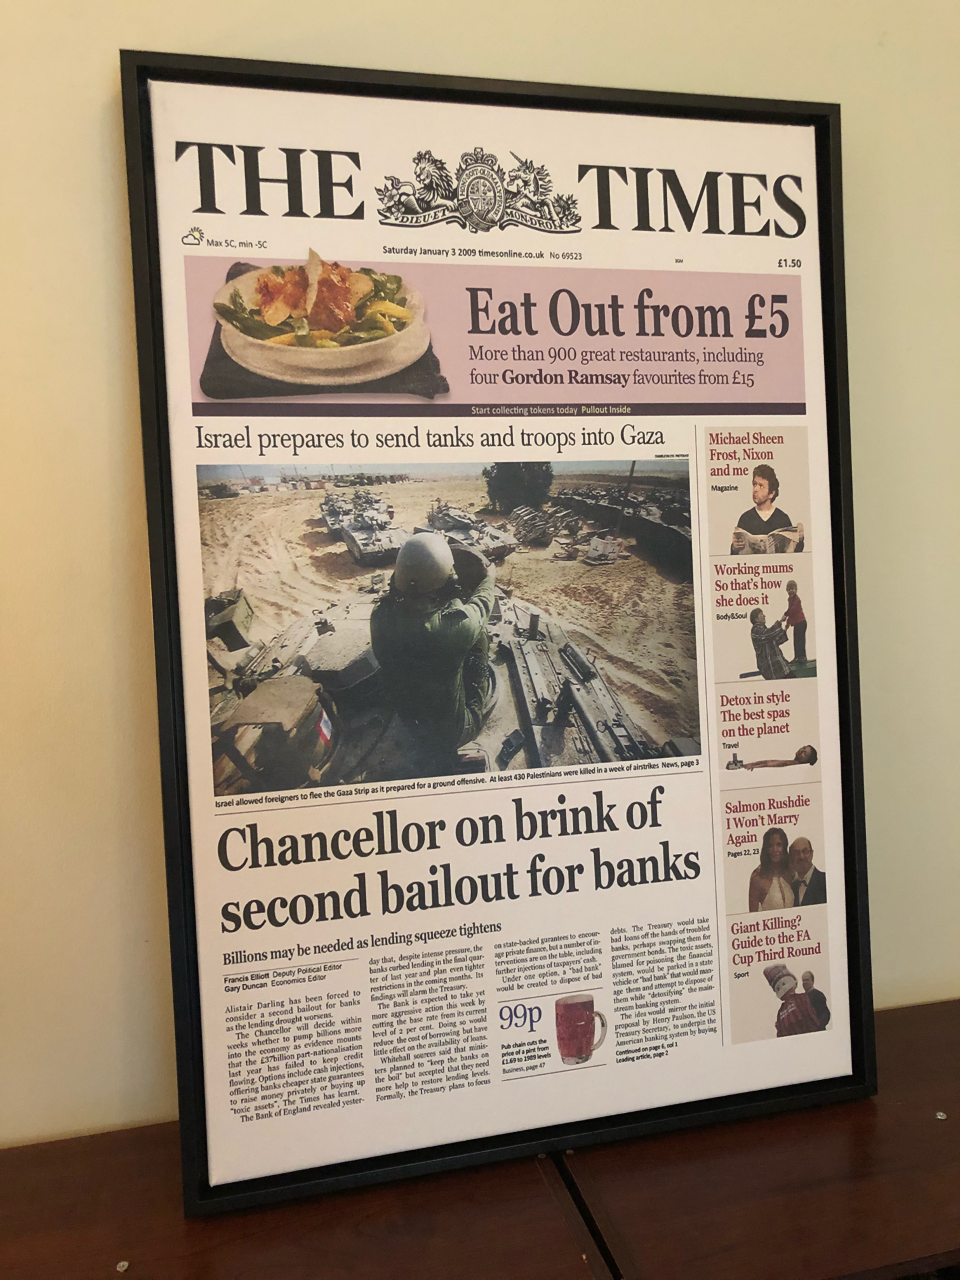 THE TIMES
DIEU·ET MON·DROIT
Max 5C, min -5C
Saturday January 3 2009 timesonline.co.uk No 69523
£1.50
Eat Out from £5
More than 900 great restaurants, including
four Gordon Ramsay favourites from £15
Start collecting tokens today Pullout Inside
Israel prepares to send tanks and troops into Gaza
Israel allowed foreigners to flee the Gaza Strip as it prepared for a ground offensive. At least 430 Palestinians were killed in a week of airstrikes News, page 3
Chancellor on brink of
second bailout for banks
Billions may be needed as lending squeeze tightens
Francis Elliott Deputy Political Editor
Gary Duncan Economics Editor
Alistair Darling has been forced to
consider a second bailout for banks
as the lending drought worsens.
The Chancellor will decide within
weeks whether to pump billions more
into the economy as evidence mounts
that the £37billion part-nationalisation
last year has failed to keep credit
flowing. Options include cash injections,
offering banks cheaper state guarantees
to raise money privately or buying up
"toxic assets", The Times has learnt.
The Bank of England revealed yester-
day that, despite intense pressure, the
banks curbed lending in the final quar-
ter of last year and plan even tighter
restrictions in the coming months. Its
findings will alarm the Treasury.
The Bank is expected to take yet
more aggressive action this week by
cutting the base rate from its current
level of 2 per cent. Doing so would
reduce the cost of borrowing but have
little effect on the availability of loans.
Whitehall sources said that minis-
ters planned to "keep the banks on
the boil" but accepted that they need
more help to restore lending levels.
Formally, the Treasury plans to focus
on state-backed garantees to encour-
age private finance, but a number of in-
terventions are on the table, including
further injections of taxpayers' cash.
Under one option, a "bad bank"
would be created to dispose of bad
debts. The Treasury would take
bad loans off the hands of troubled
banks, perhaps swapping them for
government bonds. The toxic assets,
blamed for poisoning the financial
system, would be parked in a state
vehicle or "bad bank" that would man-
age them and attempt to dispose of
them while "detoxifying" the main-
stream banking system.
The idea would mirror the initial
proposal by Henry Paulson, the US
Treasury Secretary, to underpin the
American banking system by buying
Continued on page 6, col 1
Leading article, page 2
99p
Pub chain cuts the
price of a pint from
£1.69 to 1989 levels
Business, page 47
Michael Sheen
Frost, Nixon
and me
Magazine
Working mums
So that's how
she does it
Body&Soul
Detox in style
The best spas
on the planet
Travel
Salmon Rushdie
I Won't Marry
Again
Pages 22, 23
Giant Killing?
Guide to the FA
Cup Third Round
Sport